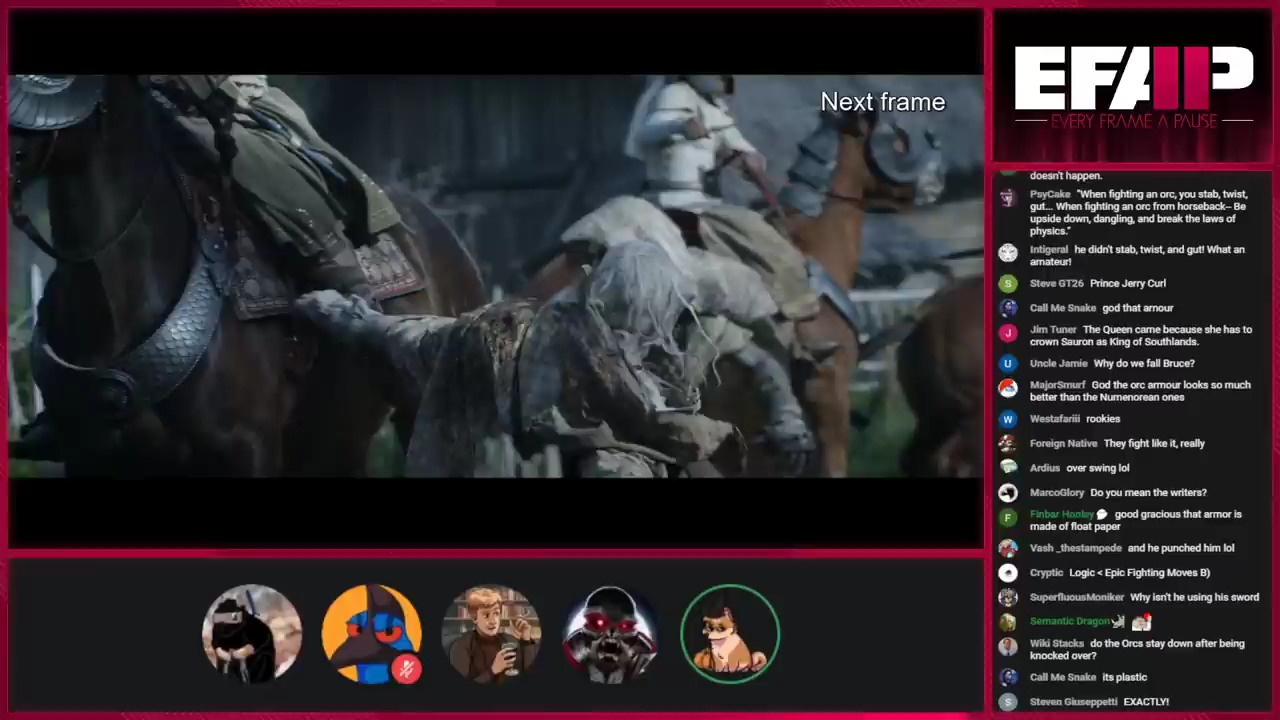 Next frame
EFAP
EVERY FRAME A PAUSE
doesn't happen.
PsyCake "When fighting an orc, you stab, twist,
gut... When fighting an orc from horseback-- Be
upside down, dangling, and break the laws of
physics."
Intigeral he didn't stab, twist, and gut! What an
amateur!
S Steve GT26 Prince Jerry Curl
Call Me Snake god that armour
J Jim Tuner The Queen came because she has to
crown Sauron as King of Southlands.
U Uncle Jamie Why do we fall Bruce?
MajorSmurf God the orc armour looks so much
better than the Numenorean ones
W Westafariii rookies
Foreign Native They fight like it, really
Ardius over swing lol
MarcoGlory Do you mean the writers?
F Finbar Hanley good gracious that armor is
made of float paper
Vash_thestampede and he punched him lol
Cryptic Logic < Epic Fighting Moves B)
SuperfluousMoniker Why isn't he using his sword
Semantic Dragon
Wiki Stacks do the Orcs stay down after being
knocked over?
Call Me Snake its plastic
S Steven Giuseppetti EXACTLY!